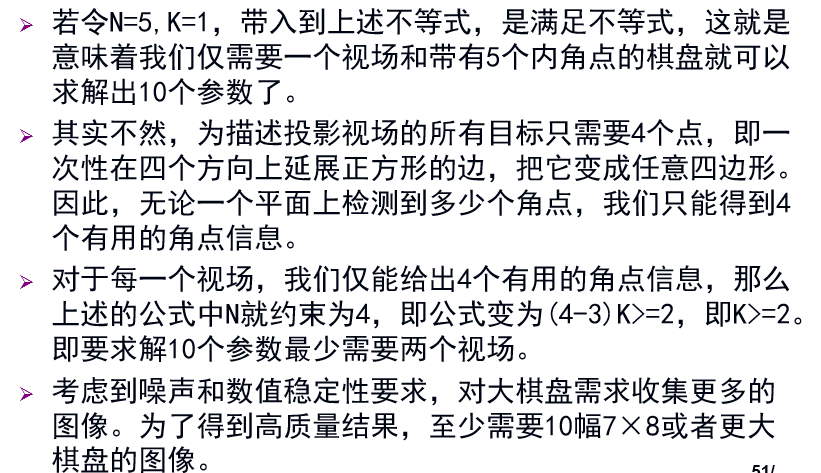 ➢ 若令N=5,K=1，带入到上述不等式，是满足不等式，这就是
意味着我们仅需要一个视场和带有5个内角点的棋盘就可以
求解出10个参数了。
➢ 其实不然，为描述投影视场的所有目标只需要4个点，即一
次性在四个方向上延展正方形的边，把它变成任意四边形。
因此，无论一个平面上检测到多少个角点，我们只能得到4
个有用的角点信息。
➢ 对于每一个视场，我们仅能给出4个有用的角点信息，那么
上述的公式中N就约束为4，即公式变为(4-3)K>=2，即K>=2。
即要求解10个参数最少需要两个视场。
➢ 考虑到噪声和数值稳定性要求，对大棋盘需求收集更多的
图像。为了得到高质量结果，至少需要10幅7×8或者更大
棋盘的图像。
51/